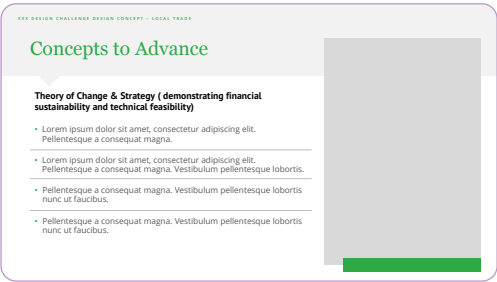 KSE DESIGN CHALLENGE DESIGN CONCEPT – LOCAL TRADE
Concepts to Advance
Theory of Change & Strategy ( demonstrating financial
sustainability and technical feasibility)
• Lorem ipsum dolor sit amet, consectetur adipiscing elit.
Pellentesque a consequat magna.
• Lorem ipsum dolor sit amet, consectetur adipiscing elit.
Pellentesque a consequat magna. Vestibulum pellentesque lobortis.
• Pellentesque a consequat magna. Vestibulum pellentesque lobortis
nunc ut faucibus.
• Pellentesque a consequat magna. Vestibulum pellentesque lobortis
nunc ut faucibus.